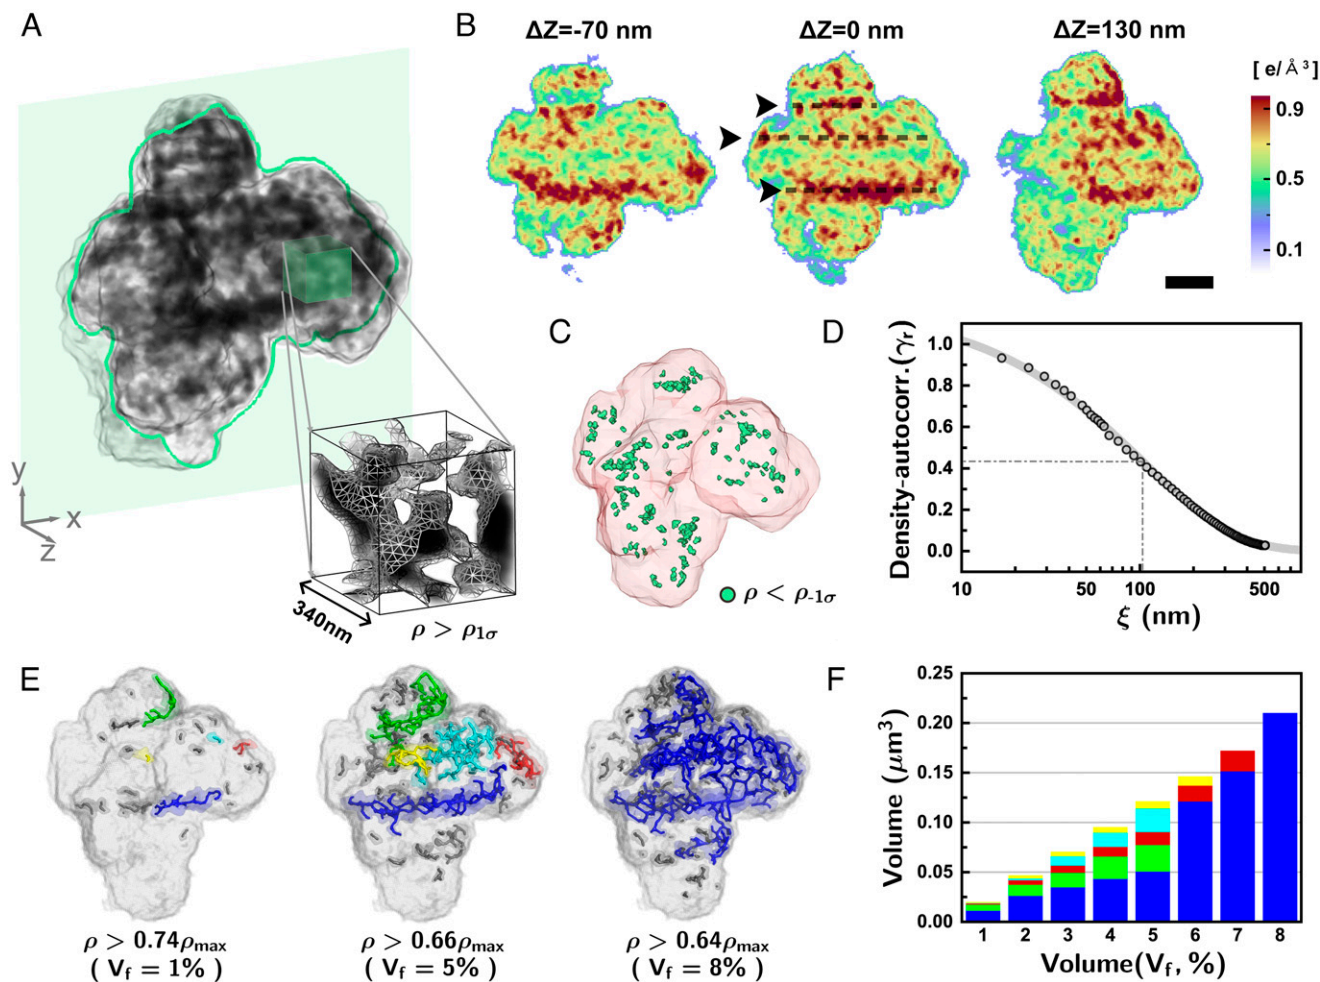 A
y
x
z
340nm
ρ > ρ1σ
B
ΔZ=-70 nm
ΔZ=0 nm
ΔZ=130 nm
[ e/Å³]
0.9
0.5
0.1
C
ρ < ρ-1σ
D
Density-autocorr.(γr)
1.0
0.8
0.6
0.4
0.2
0.0
10
100
500
ξ (nm)
E
ρ > 0.74ρmax
( Vf = 1% )
ρ > 0.66ρmax
( Vf = 5% )
ρ > 0.64ρmax
( Vf = 8% )
F
Volume (μm³)
0.25
0.20
0.15
0.10
0.05
0.00
1 2 3 4 5 6 7 8
Volume(Vf, %)